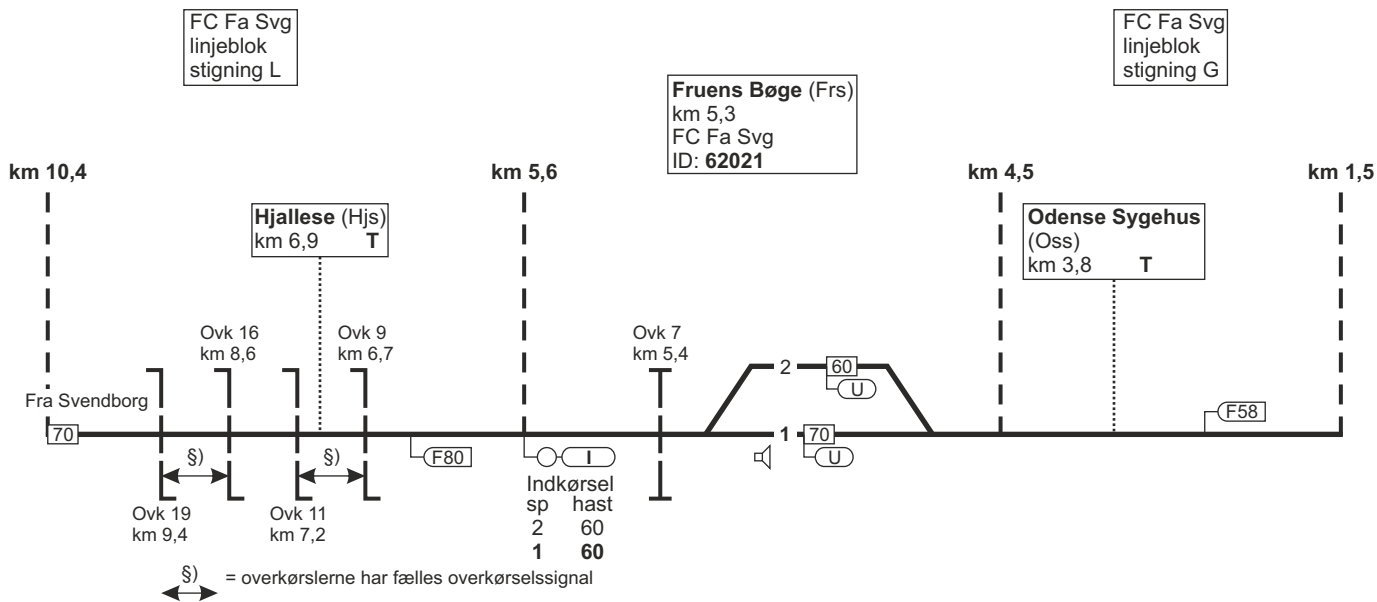 FC Fa Svg
linjeblok
stigning L
FC Fa Svg
linjeblok
stigning G
Fruens Bøge (Frs)
km 5,3
FC Fa Svg
ID: 62021
km 10,4
km 5,6
km 4,5
km 1,5
Hjallese (Hjs)
km 6,9 T
Odense Sygehus
(Oss)
km 3,8 T
Ovk 16
km 8,6
Ovk 9
km 6,7
Ovk 7
km 5,4
2
60
U
Fra Svendborg
70
F58
1
70
U
F80
I
§)
§)
Indkørsel
sp hast
2 60
1 60
Ovk 19
km 9,4
Ovk 11
km 7,2
§) = overkørslerne har fælles overkørselssignal